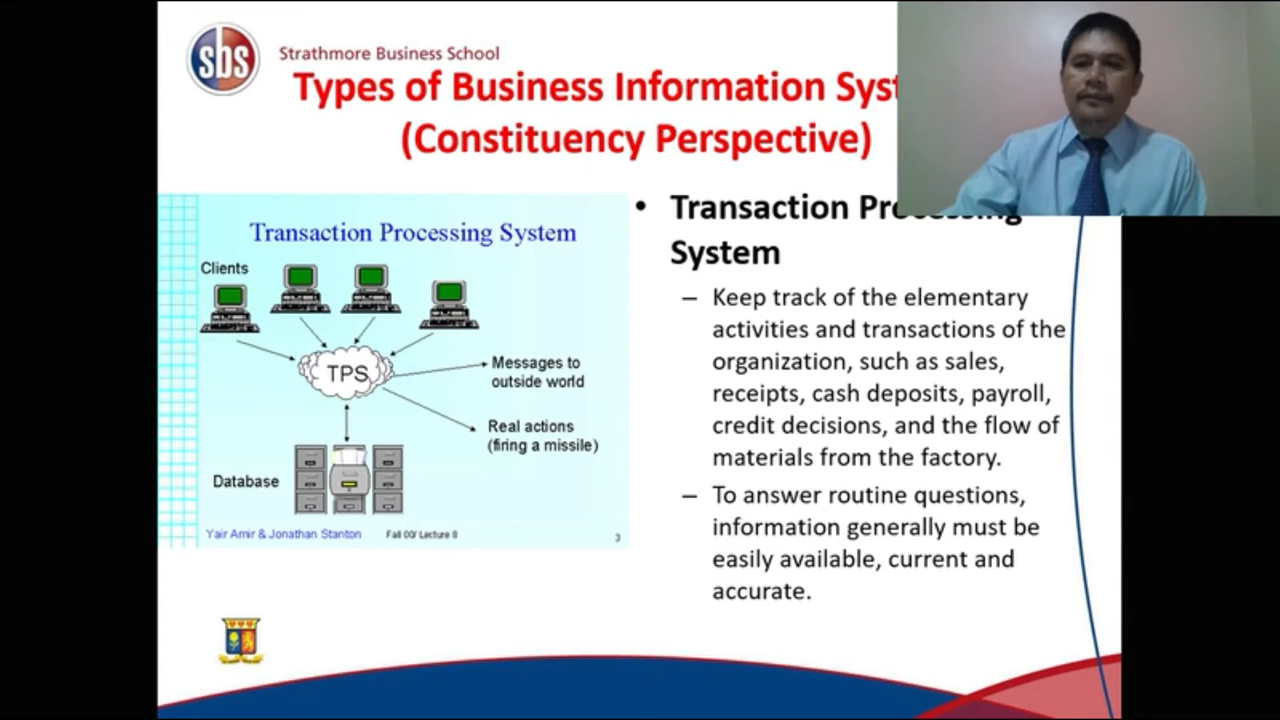 sbs
Strathmore Business School
Types of Business Information
(Constituency Perspective)
Transaction Processing System
Clients
TPS
Messages to
outside world
Real actions
(firing a missile)
Database
Yair Amir & Jonathan Stanton
Fall 00/ Lecture 8
3
• Transaction Processing
System
– Keep track of the elementary
activities and transactions of the
organization, such as sales,
receipts, cash deposits, payroll,
credit decisions, and the flow of
materials from the factory.
– To answer routine questions,
information generally must be
easily available, current and
accurate.